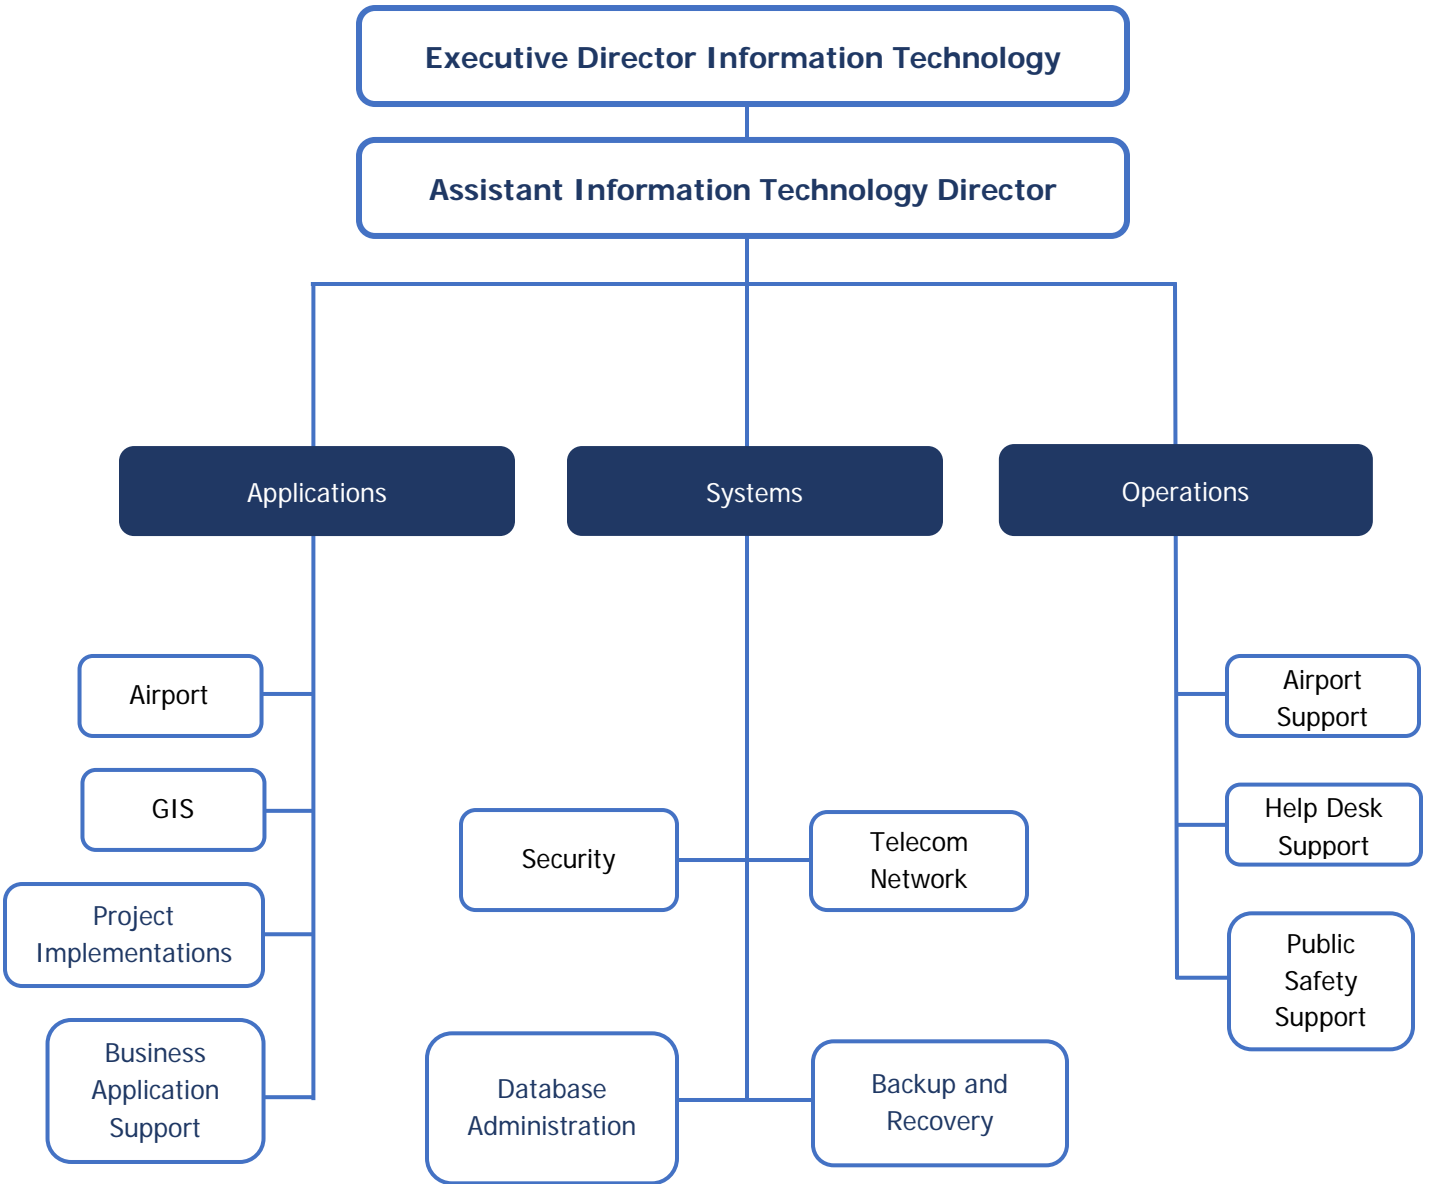 Executive Director Information Technology
Assistant Information Technology Director
Applications
Systems
Operations
Airport
GIS
Project
Implementations
Business
Application
Support
Security
Telecom
Network
Database
Administration
Backup and
Recovery
Airport
Support
Help Desk
Support
Public
Safety
Support